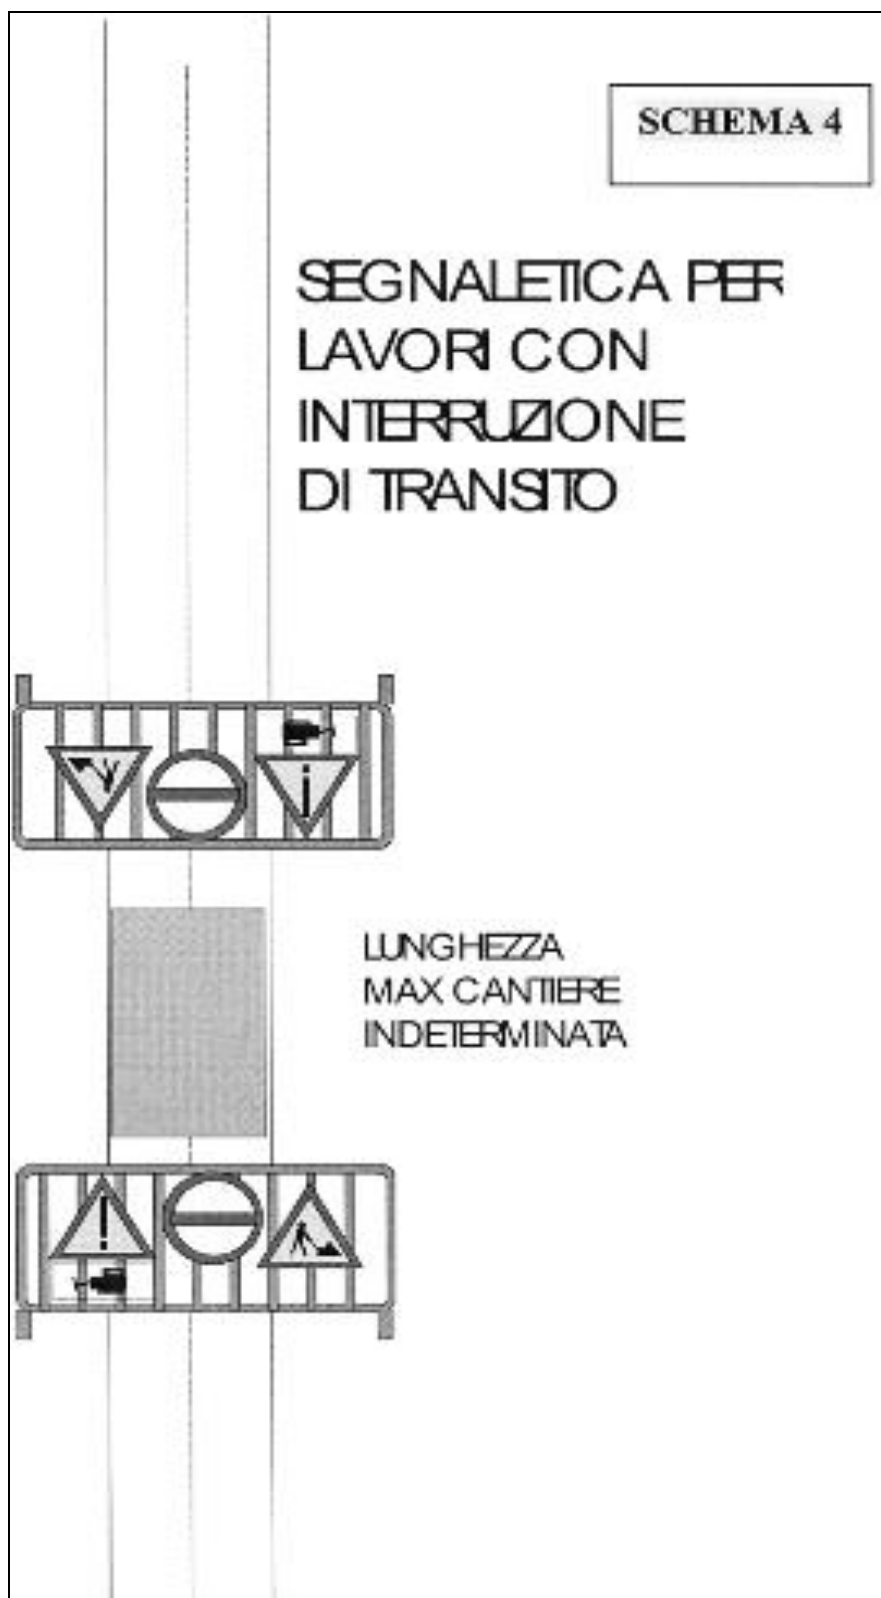 SCHEMA 4
SEGNALETICA PER
LAVORI CON
INTERRUZIONE
DI TRANSITO
LUNGHEZZA
MAX CANTIERE
INDETERMINATA